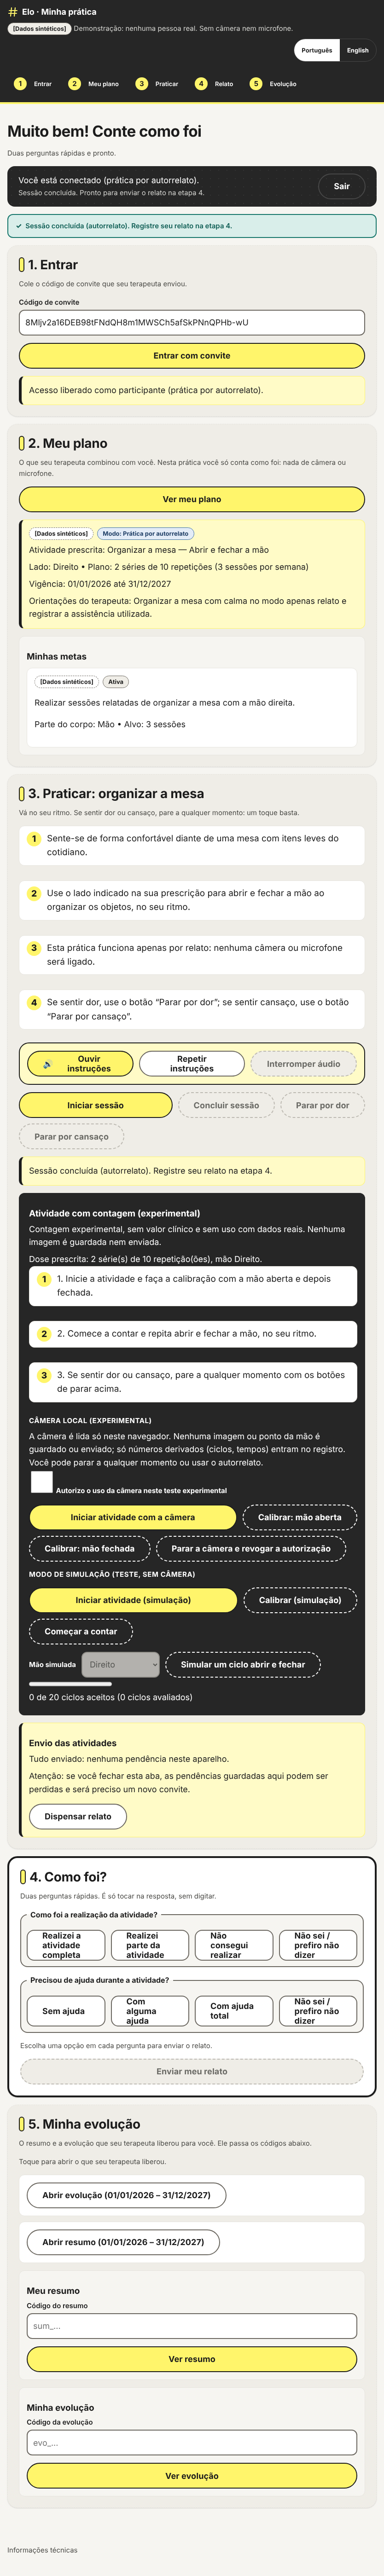 Elo · Minha prática
[Dados sintéticos] Demonstração: nenhuma pessoa real. Sem câmera nem microfone.
Português English
1 Entrar 2 Meu plano 3 Praticar 4 Relato 5 Evolução
Muito bem! Conte como foi
Duas perguntas rápidas e pronto.
Você está conectado (prática por autorrelato).
Sessão concluída. Pronto para enviar o relato na etapa 4.
Sair
✓ Sessão concluída (autorrelato). Registre seu relato na etapa 4.
1. Entrar
Cole o código de convite que seu terapeuta enviou.
Código de convite
8Mljv2a16DEB98tFNdQH8m1MWSCh5afSkPNnQPHb-wU
Entrar com convite
Acesso liberado como participante (prática por autorrelato).
2. Meu plano
O que seu terapeuta combinou com você. Nesta prática você só conta como foi: nada de câmera ou
microfone.
Ver meu plano
[Dados sintéticos] Modo: Prática por autorrelato
Atividade prescrita: Organizar a mesa — Abrir e fechar a mão
Lado: Direito • Plano: 2 séries de 10 repetições (3 sessões por semana)
Vigência: 01/01/2026 até 31/12/2027
Orientações do terapeuta: Organizar a mesa com calma no modo apenas relato e
registrar a assistência utilizada.
Minhas metas
[Dados sintéticos] Ativa
Realizar sessões relatadas de organizar a mesa com a mão direita.
Parte do corpo: Mão • Alvo: 3 sessões
3. Praticar: organizar a mesa
Vá no seu ritmo. Se sentir dor ou cansaço, para a qualquer momento: um toque basta.
1 Sente-se de forma confortável diante de uma mesa com itens leves do
cotidiano.
2 Use o lado indicado na sua prescrição para abrir e fechar a mão ao
organizar os objetos, no seu ritmo.
3 Esta prática funciona apenas por relato: nenhuma câmera ou microfone
será ligado.
4 Se sentir dor, use o botão “Parar por dor”; se sentir cansaço, use o botão
“Parar por cansaço”.
Ouvir
instruções
Repetir
instruções
Interromper áudio
Iniciar sessão Concluir sessão Parar por dor
Parar por cansaço
Sessão concluída (autorrelato). Registre seu relato na etapa 4.
Atividade com contagem (experimental)
Contagem experimental, sem valor clínico e sem uso com dados reais. Nenhuma
imagem é guardada nem enviada.
Dose prescrita: 2 série(s) de 10 repetição(ões), mão Direito.
1 1. Inicie a atividade e faça a calibração com a mão aberta e depois
fechada.
2 2. Comece a contar e repita abrir e fechar a mão, no seu ritmo.
3 3. Se sentir dor ou cansaço, pare a qualquer momento com os botões
de parar acima.
CÂMERA LOCAL (EXPERIMENTAL)
A câmera é lida só neste navegador. Nenhuma imagem ou ponto da mão é
guardado ou enviado; só números derivados (ciclos, tempos) entram no registro.
Você pode parar a qualquer momento ou usar o autorrelato.
Autorizo o uso da câmera neste teste experimental
Iniciar atividade com a câmera Calibrar: mão aberta
Calibrar: mão fechada Parar a câmera e revogar a autorização
MODO DE SIMULAÇÃO (TESTE, SEM CÂMERA)
Iniciar atividade (simulação) Calibrar (simulação)
Começar a contar
Mão simulada Direito Simular um ciclo abrir e fechar
0 de 20 ciclos aceitos (0 ciclos avaliados)
Envio das atividades
Tudo enviado: nenhuma pendência neste aparelho.
Atenção: se você fechar esta aba, as pendências guardadas aqui podem ser
perdidas e será preciso um novo convite.
Dispensar relato
4. Como foi?
Duas perguntas rápidas. É só tocar na resposta, sem digitar.
Como foi a realização da atividade?
Realizei a
atividade
completa
Realizei
parte da
atividade
Não
consegui
realizar
Não sei /
prefiro não
dizer
Precisou de ajuda durante a atividade?
Sem ajuda
Com
alguma
ajuda
Com ajuda
total
Não sei /
prefiro não
dizer
Escolha uma opção em cada pergunta para enviar o relato.
Enviar meu relato
5. Minha evolução
O resumo e a evolução que seu terapeuta liberou para você. Ele passa os códigos abaixo.
Toque para abrir o que seu terapeuta liberou.
Abrir evolução (01/01/2026 – 31/12/2027)
Abrir resumo (01/01/2026 – 31/12/2027)
Meu resumo
Código do resumo
sum_...
Ver resumo
Minha evolução
Código da evolução
evo_...
Ver evolução
Informações técnicas